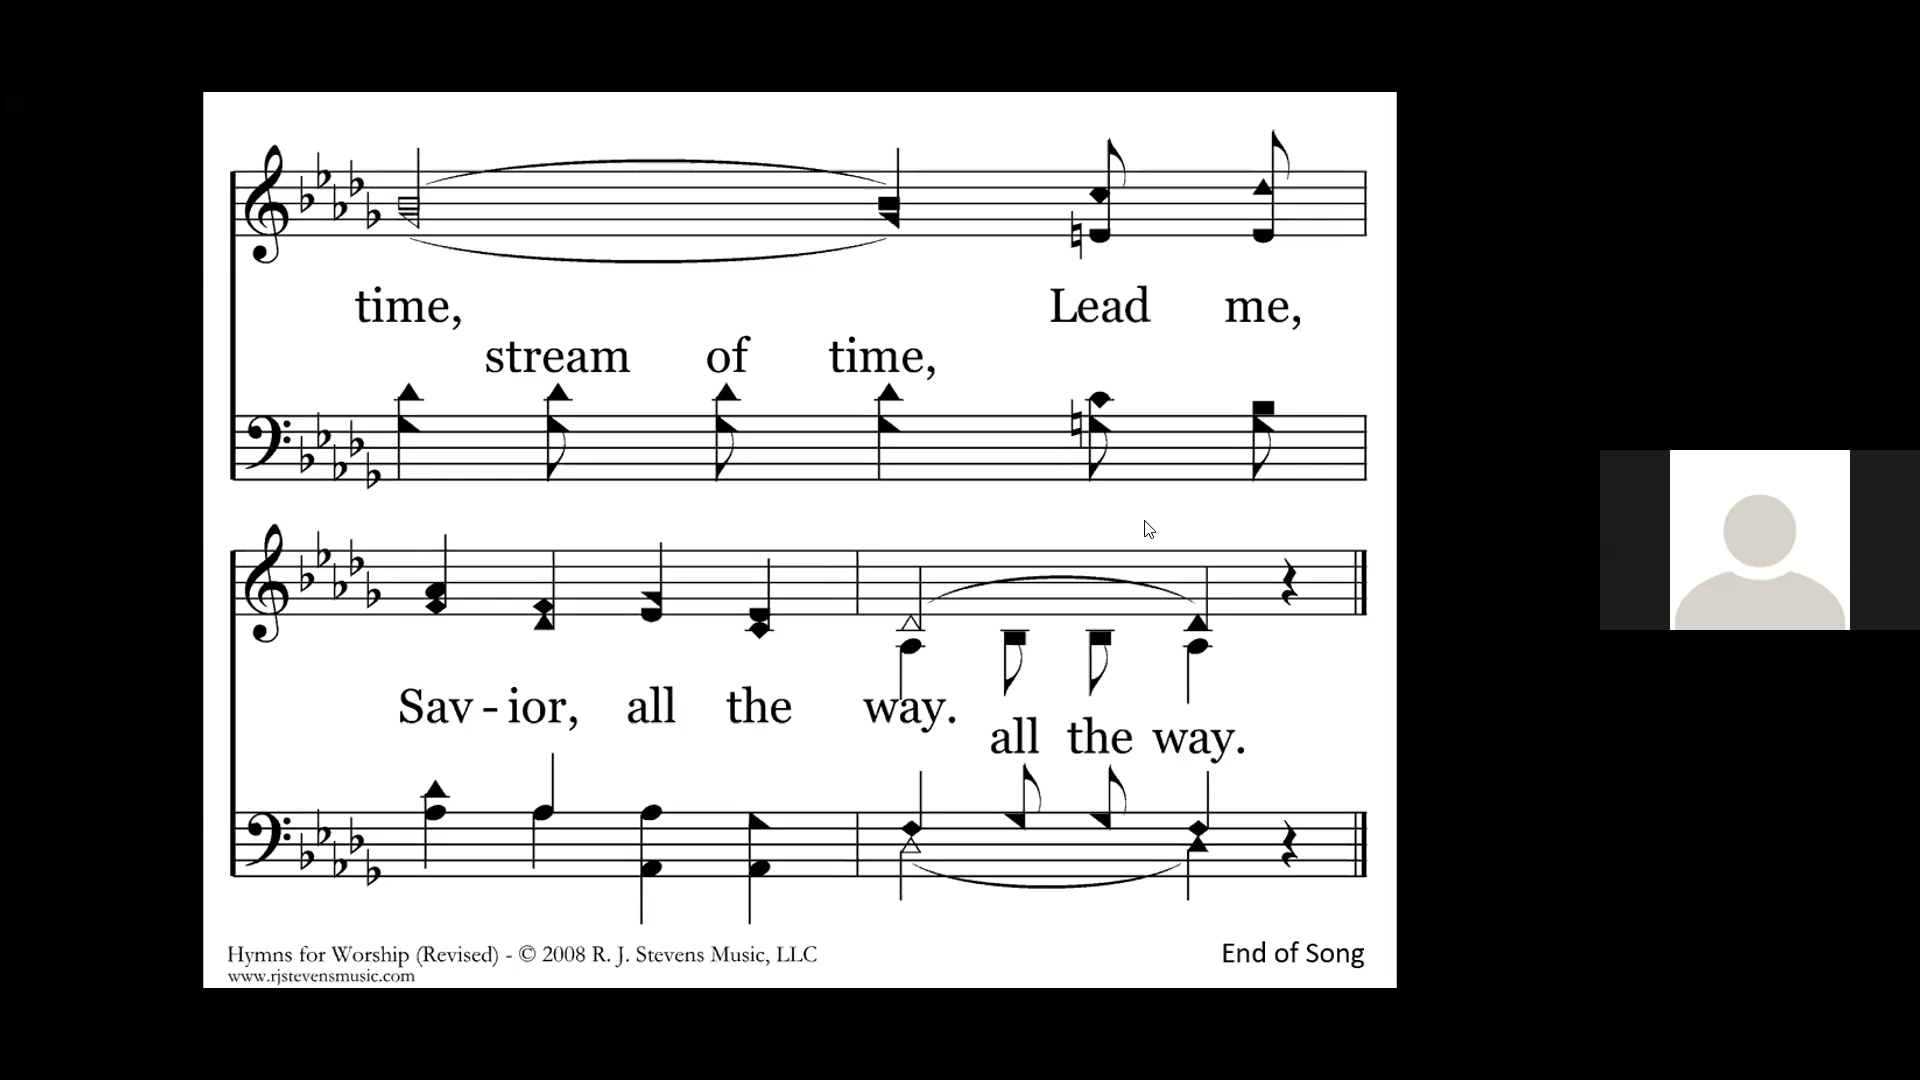 time, Lead me,
stream of time,
Sav - ior, all the way.
all the way.
Hymns for Worship (Revised) - © 2008 R. J. Stevens Music, LLC
www.rjstevensmusic.com
End of Song